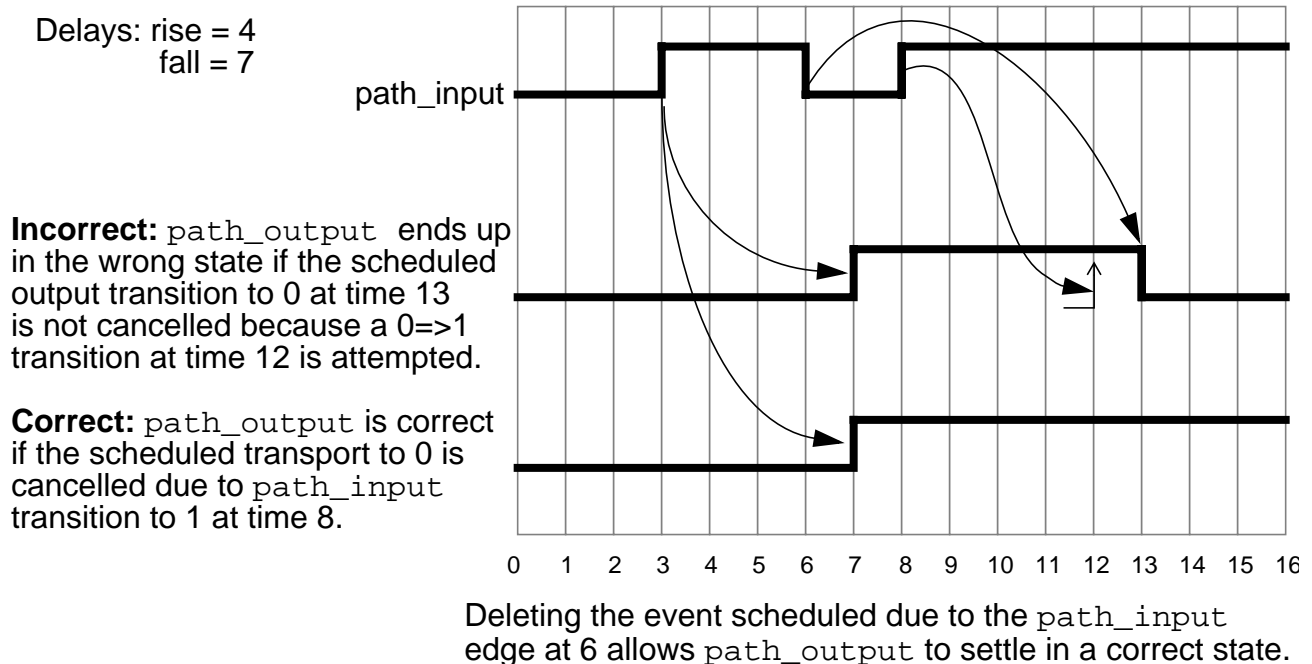 Delays: rise = 4
fall = 7
path_input
Incorrect: path_output ends up
in the wrong state if the scheduled
output transition to 0 at time 13
is not cancelled because a 0=>1
transition at time 12 is attempted.
Correct: path_output is correct
if the scheduled transport to 0 is
cancelled due to path_input
transition to 1 at time 8.
0 1 2 3 4 5 6 7 8 9 10 11 12 13 14 15 16
Deleting the event scheduled due to the path_input
edge at 6 allows path_output to settle in a correct state.